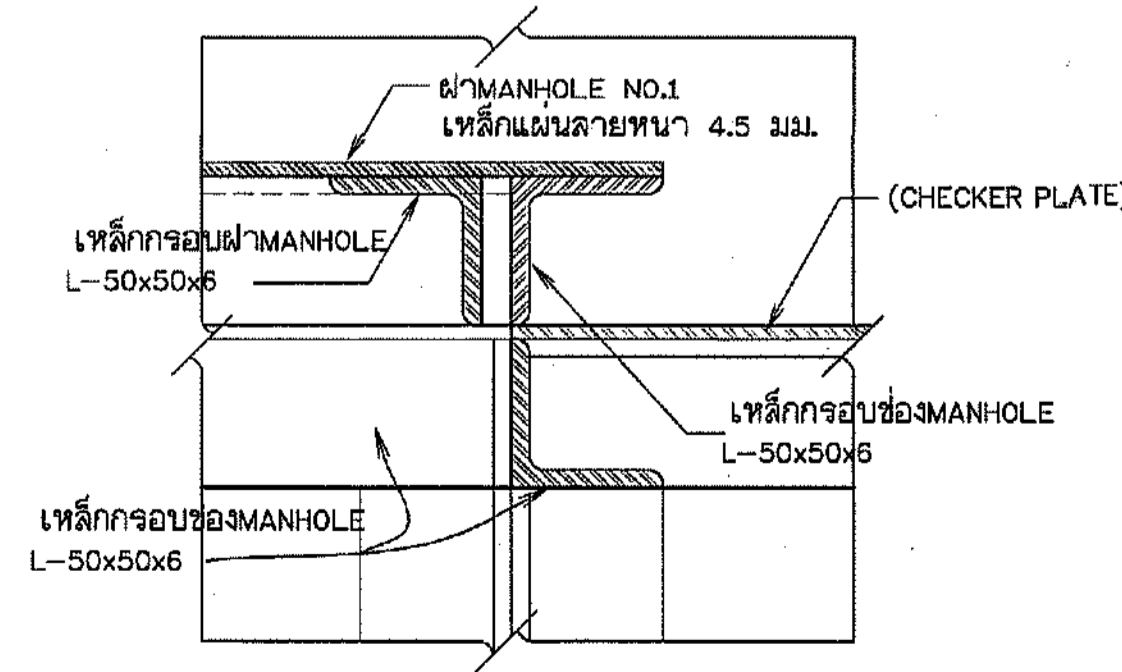 ฝาMANHOLE NO.1
เหล็กแผ่นลายหนา 4.5 มม.
(CHECKER PLATE)
เหล็กกรอบฝาMANHOLE
L-50x50x6
เหล็กกรอบช่องMANHOLE
L-50x50x6
เหล็กกรอบช่องMANHOLE
L-50x50x6